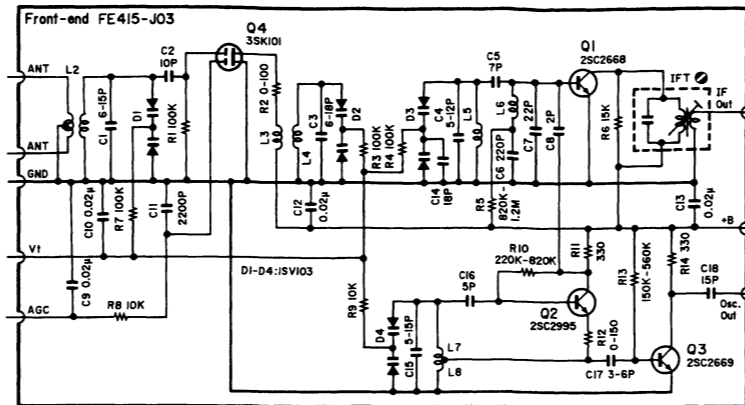 Front-end FE415-J03
Q4
3SK101
Q1
2SC2668
IFT
IF
Out
ANT
L2
C2
10P
6-15P
C1
D1
R1 100K
R2 0-100
L3
L4
C3
6-18P
D2
R3 100K
R4 100K
D3
C4
5-12P
L5
C5
7P
L6
C6 220P
C7 22P
C8 2P
R6 15K
ANT
GND
C10 0.02μ
R7 100K
C11
2200P
C12
0.02μ
C14
18P
R5
820K-
1.2M
C13
0.02μ
+B
Vt
C9 0.02μ
D1-D4:1SV103
R10
220K-820K
R11
330
R13
150K-560K
R14 330
C18
15P
Osc.
Out
AGC
R8 10K
R9 10K
D4
5-15P
C15
C16
5P
L7
L8
Q2
2SC2995
R12
0-150
C17 3-6P
Q3
2SC2669